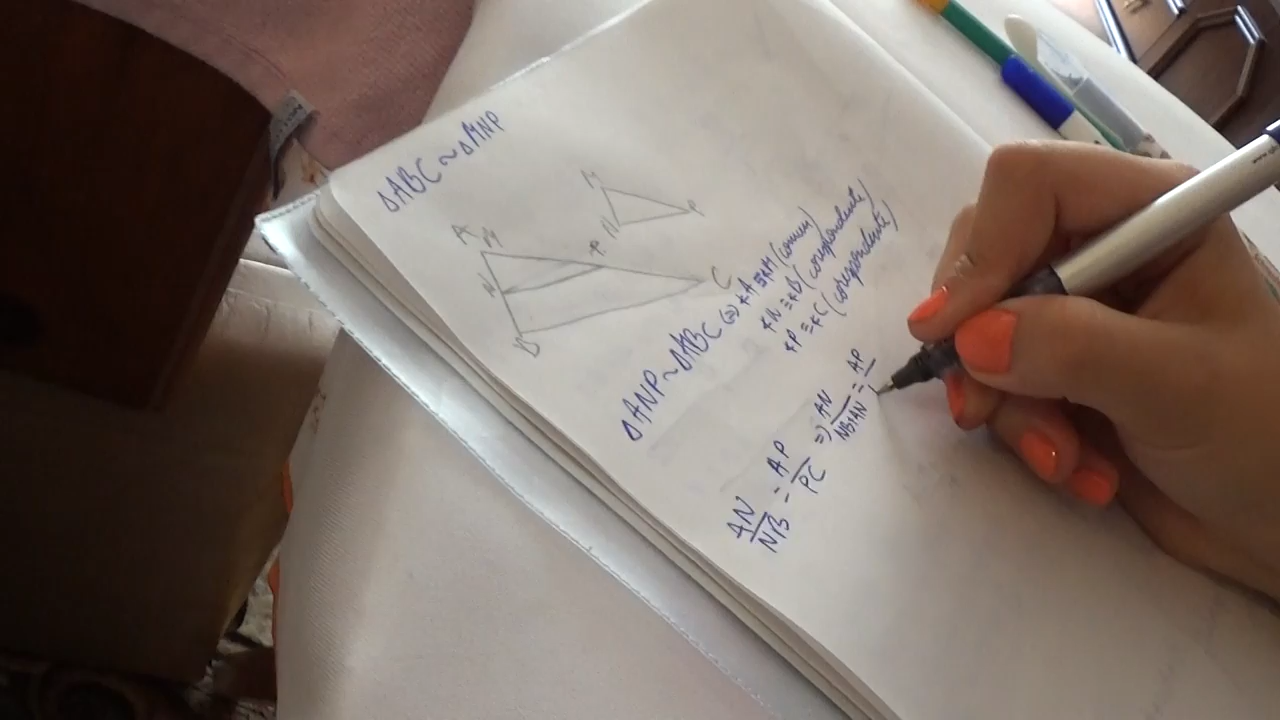 ΔABC ~ ΔMNP
M
N
P
A
M
N
P
B
C
ΔANP ~ ΔABC (=) ∢A ≡ ∢M (comun)
∢N ≡ ∢B (corespondente)
∢P ≡ ∢C (corespondente)
AN/NB = AP/PC => AN/NB+AN = AP/